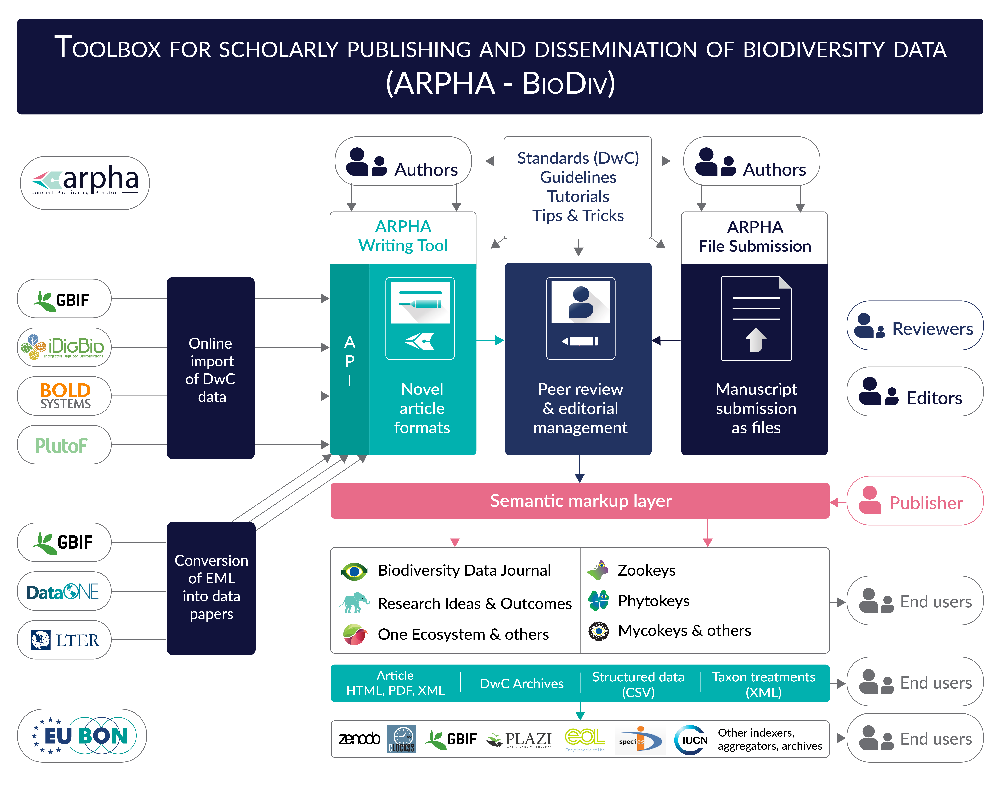 TOOLBOX FOR SCHOLARLY PUBLISHING AND DISSEMINATION OF BIODIVERSITY DATA
(ARPHA - BIODIV)
arpha
Journal Publishing Platform
Authors
Standards (DwC)
Guidelines
Tutorials
Tips & Tricks
Authors
ARPHA
Writing Tool
ARPHA
File Submission
GBIF
iDigBio
Integrated Digitized Biocollections
BOLD
SYSTEMS
PlutoF
Online
import
of DwC
data
A
P
I
Novel
article
formats
Peer review
& editorial
management
Manuscript
submission
as files
Reviewers
Editors
Semantic markup layer
Publisher
GBIF
DataONE
LTER
Conversion
of EML
into data
papers
Biodiversity Data Journal
Research Ideas & Outcomes
One Ecosystem & others
Zookeys
Phytokeys
Mycokeys & others
End users
Article
HTML, PDF, XML
DwC Archives
Structured data
(CSV)
Taxon treatments
(XML)
End users
EU BON
zenodo
CLOCKSS
GBIF
PLAZI
TAKING CARE OF FREEDOM
eOL
Encyclopedia of Life
species iD
IUCN
Other indexers,
aggregators, archives
End users